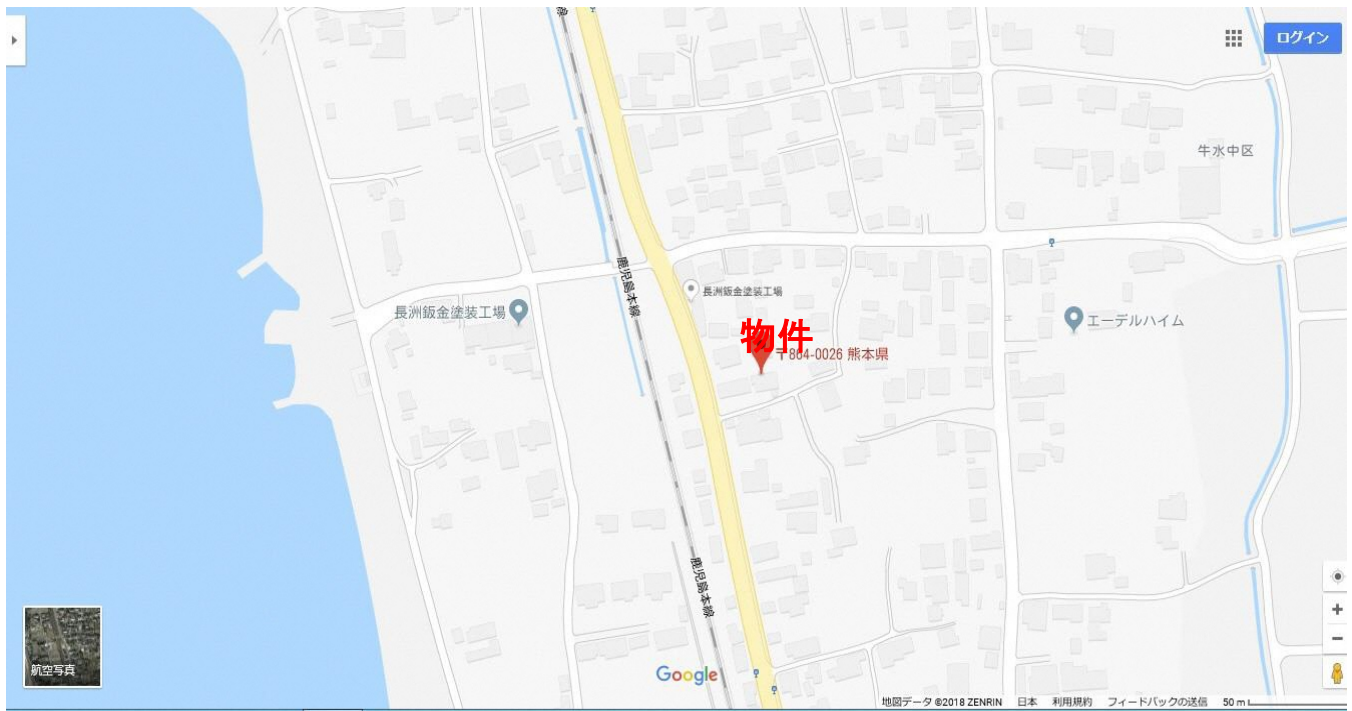 線
ログイン
牛水中区
鹿児島本線
長洲鈑金塗装工場
長洲鈑金塗装工場
物件
〒864-0026 熊本県
エーデルハイム
鹿児島本線
航空写真
Google
地図データ ©2018 ZENRIN 日本 利用規約 フィードバックの送信 50 m